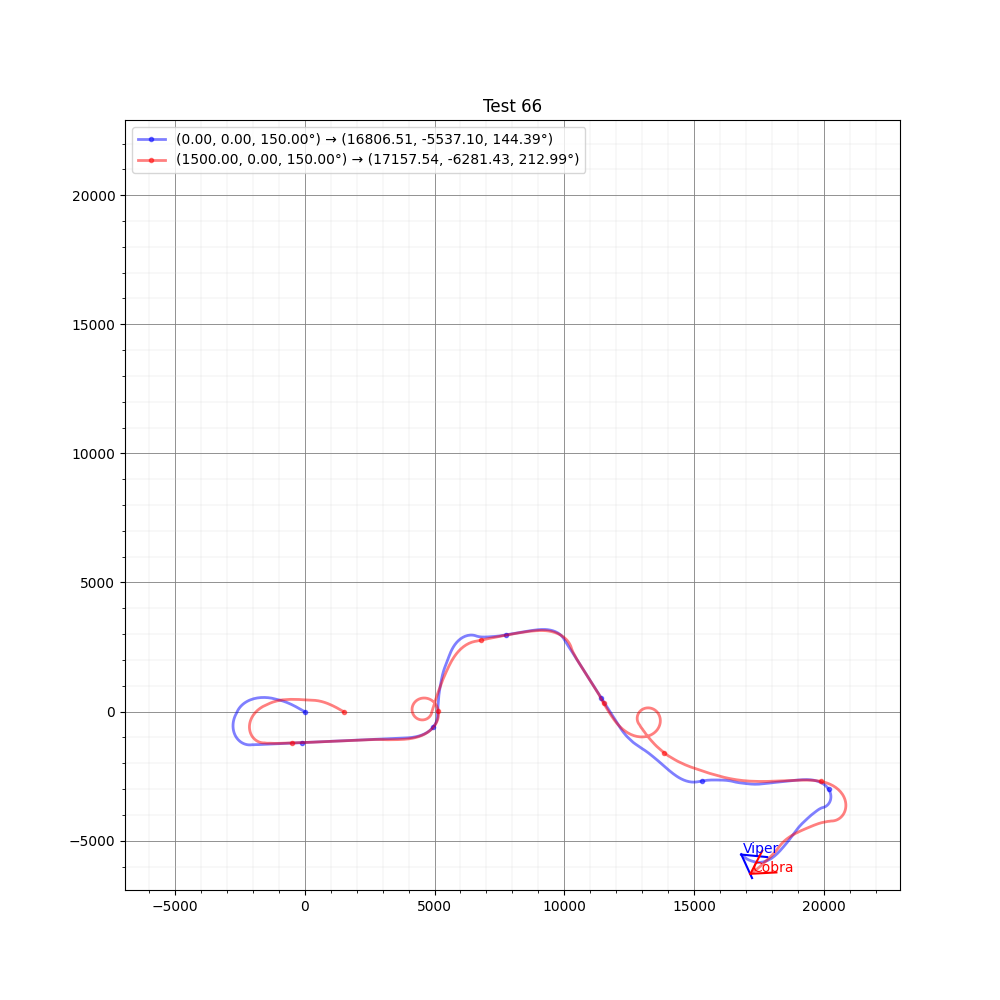 Test 66
(0.00, 0.00, 150.00°) → (16806.51, -5537.10, 144.39°)
(1500.00, 0.00, 150.00°) → (17157.54, -6281.43, 212.99°)
20000
15000
10000
5000
0
−5000
Viper
Cobra
−5000 0 5000 10000 15000 20000